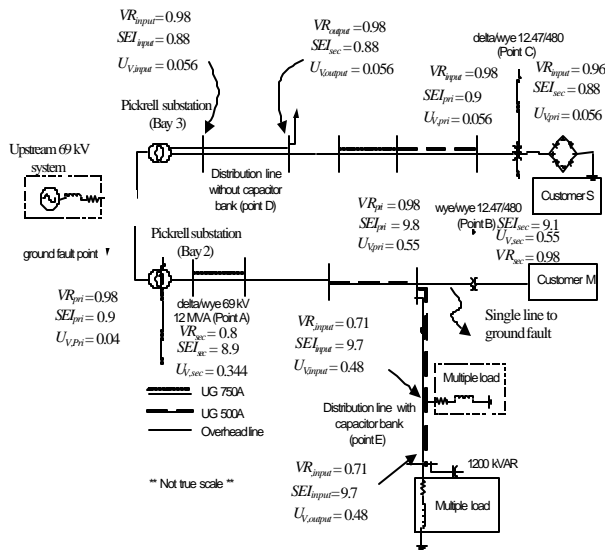 VR_input = 0.98
SEI_input = 0.88
U_V,input = 0.056
VR_output = 0.98
SEI_sec = 0.88
U_V,output = 0.056
delta/wye 12.47/480
(Point C)
VR_input = 0.98
SEI_pri = 0.9
U_V,pri = 0.056
VR_input = 0.96
SEI_sec = 0.88
U_V,pri = 0.056
Pickrell substation
(Bay 3)
Upstream 69 kV
system
Distribution line
without capacitor
bank (point D)
Customer S
ground fault point
Pickrell substation
(Bay 2)
VR_pri = 0.98
SEI_pri = 9.8
U_V,pri = 0.55
wye/wye 12.47/480
(Point B)
SEI_sec = 9.1
U_V,sec = 0.55
VR_sec = 0.98
Customer M
VR_pri = 0.98
SEI_pri = 0.9
U_V,Pri = 0.04
delta/wye 69 kV
12 MVA (Point A)
VR_sec = 0.8
SEI_sec = 8.9
U_V,sec = 0.344
VR_,input = 0.71
SEI_input = 9.7
U_V,input = 0.48
Single line to
ground fault
UG 750A
UG 500A
Overhead line
Distribution line with
capacitor bank
(point E)
Multiple load
** Not true scale **
VR_,input = 0.71
SEI_input = 9.7
U_V,output = 0.48
1200 kVAR
Multiple load